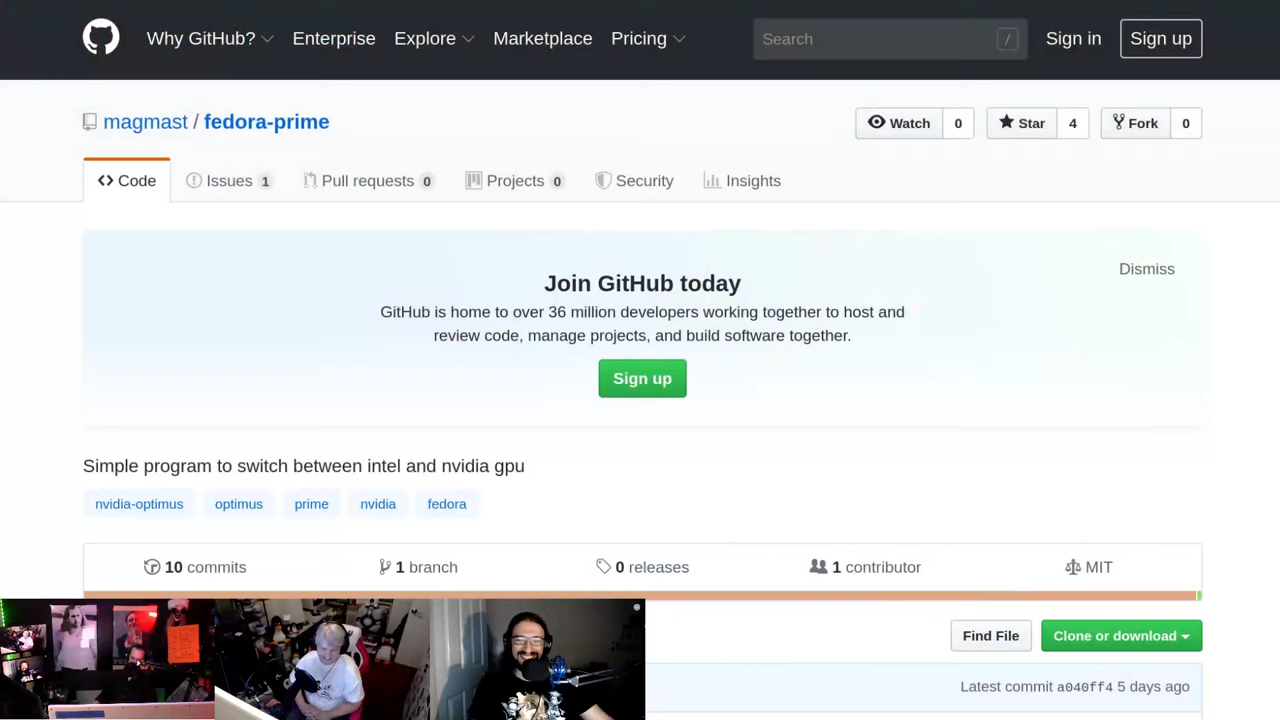 Why GitHub? Enterprise Explore Marketplace Pricing Search / Sign in Sign up
magmast / fedora-prime Watch 0 Star 4 Fork 0
Code Issues 1 Pull requests 0 Projects 0 Security Insights
Dismiss
Join GitHub today
GitHub is home to over 36 million developers working together to host and
review code, manage projects, and build software together.
Sign up
Simple program to switch between intel and nvidia gpu
nvidia-optimus optimus prime nvidia fedora
10 commits 1 branch 0 releases 1 contributor MIT
Find File Clone or download
Latest commit a040ff4 5 days ago